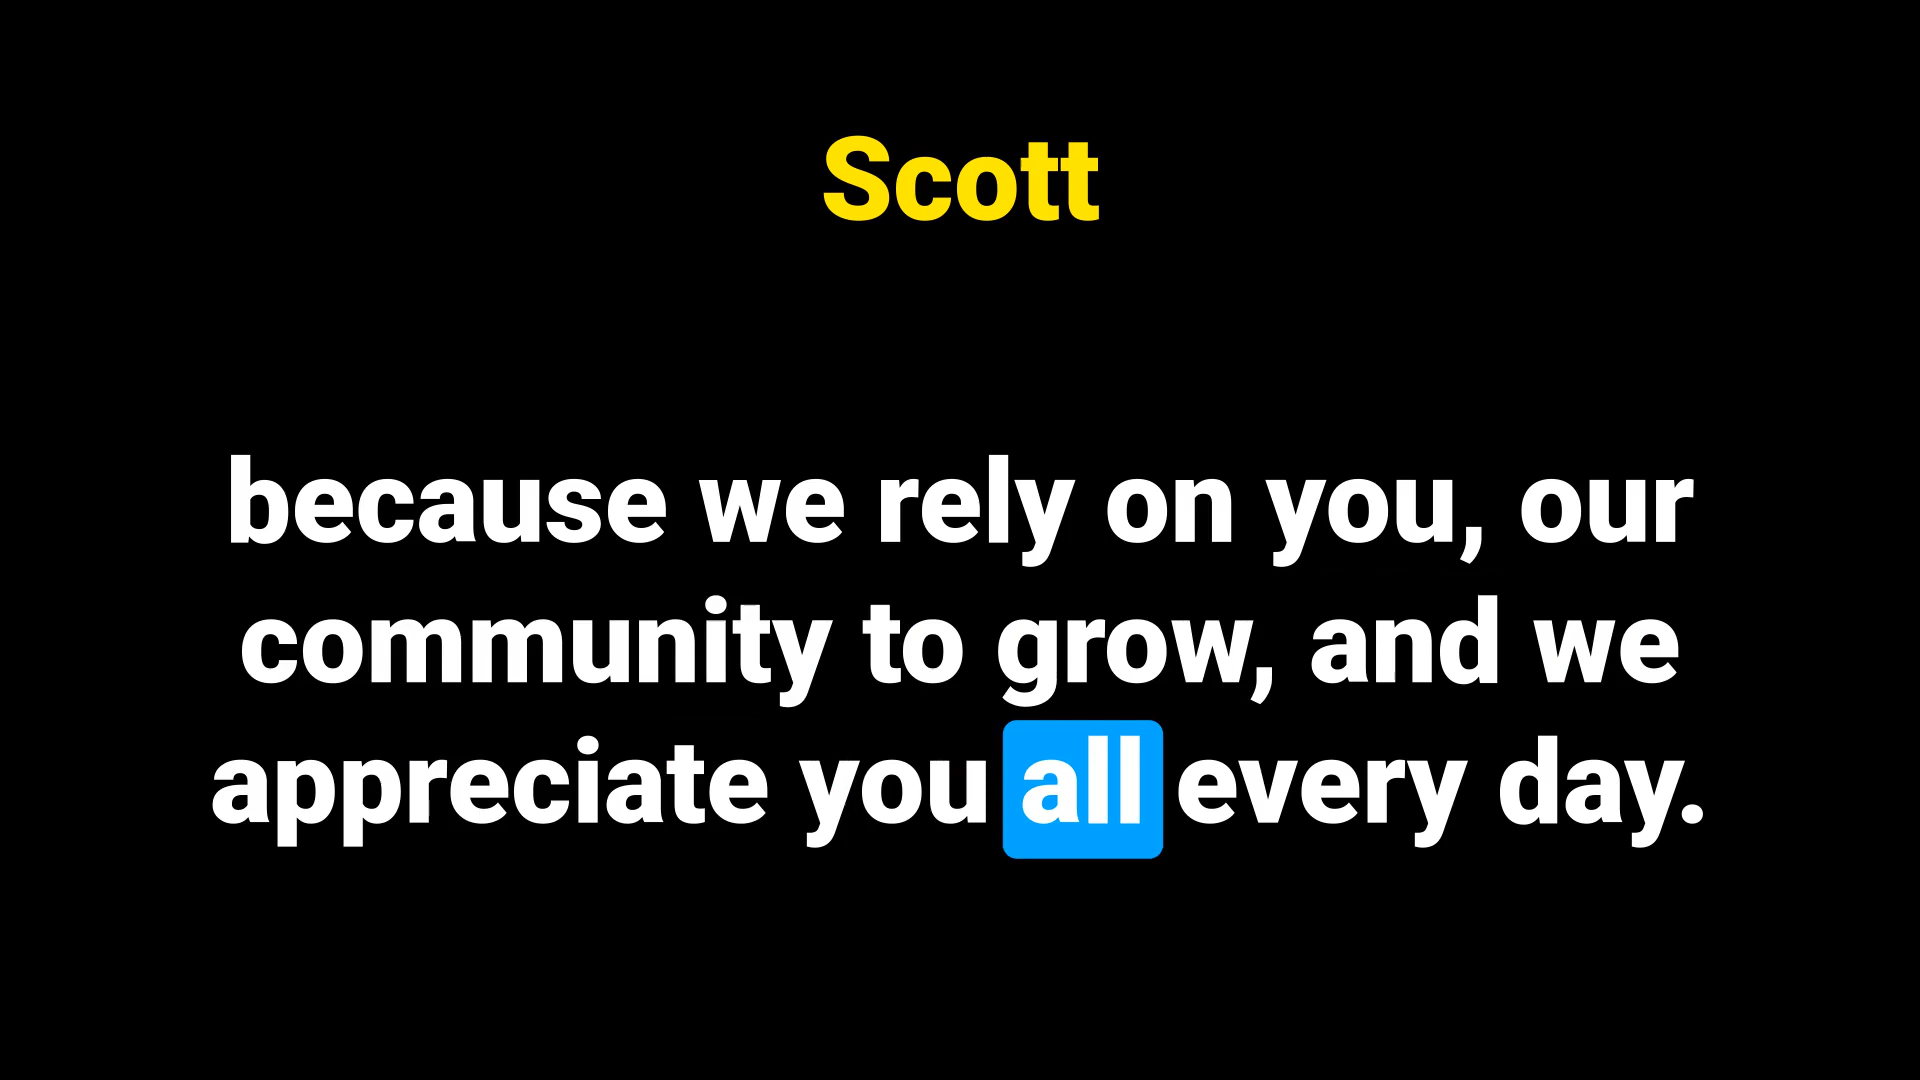 Scott
because we rely on you, our
community to grow, and we
appreciate you all every day.